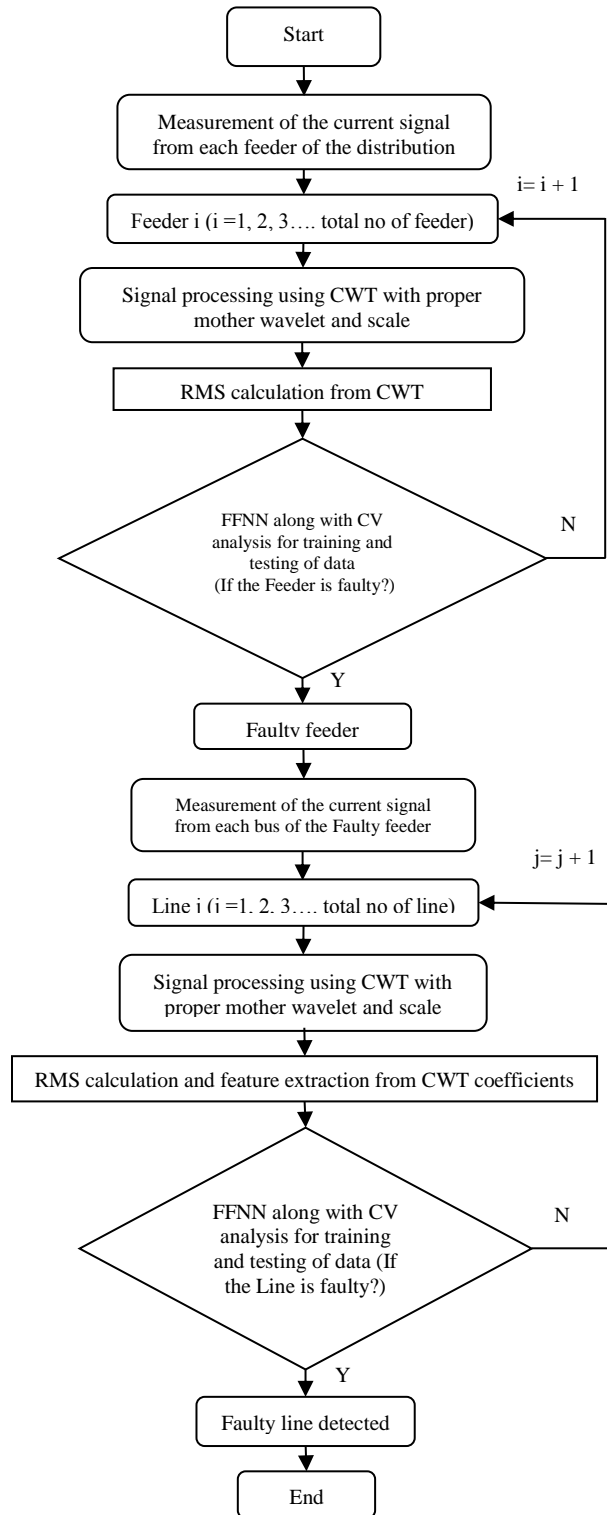 Start
Measurement of the current signal
from each feeder of the distribution
i= i + 1
Feeder i (i =1, 2, 3…. total no of feeder)
Signal processing using CWT with proper
mother wavelet and scale
RMS calculation from CWT
FFNN along with CV
analysis for training and
testing of data
(If the Feeder is faulty?)
N
Y
Faulty feeder
Measurement of the current signal
from each bus of the Faulty feeder
j= j + 1
Line j (j =1, 2, 3…. total no of line)
Signal processing using CWT with
proper mother wavelet and scale
RMS calculation and feature extraction from CWT coefficients
FFNN along with CV
analysis for training
and testing of data (If
the Line is faulty?)
N
Y
Faulty line detected
End